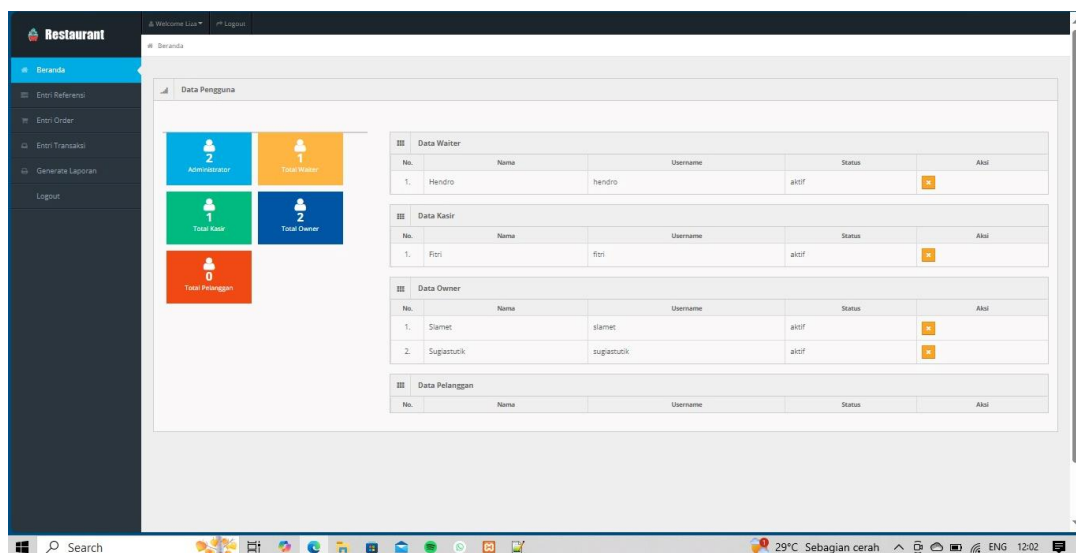 Restaurant
Welcome Liza
Logout
Beranda
Beranda
Entri Referensi
Entri Order
Entri Transaksi
Generate Laporan
Logout
Data Pengguna
2
Administrator
1
Total Waiter
1
Total Kasir
2
Total Owner
0
Total Pelanggan
Data Waiter
No. Nama Username Status Aksi
1. Hendro hendro aktif
Data Kasir
No. Nama Username Status Aksi
1. Fitri fitri aktif
Data Owner
No. Nama Username Status Aksi
1. Slamet slamet aktif
2. Sugiastutik sugiastutik aktif
Data Pelanggan
No. Nama Username Status Aksi
Search
1
29°C Sebagian cerah
ENG 12:02